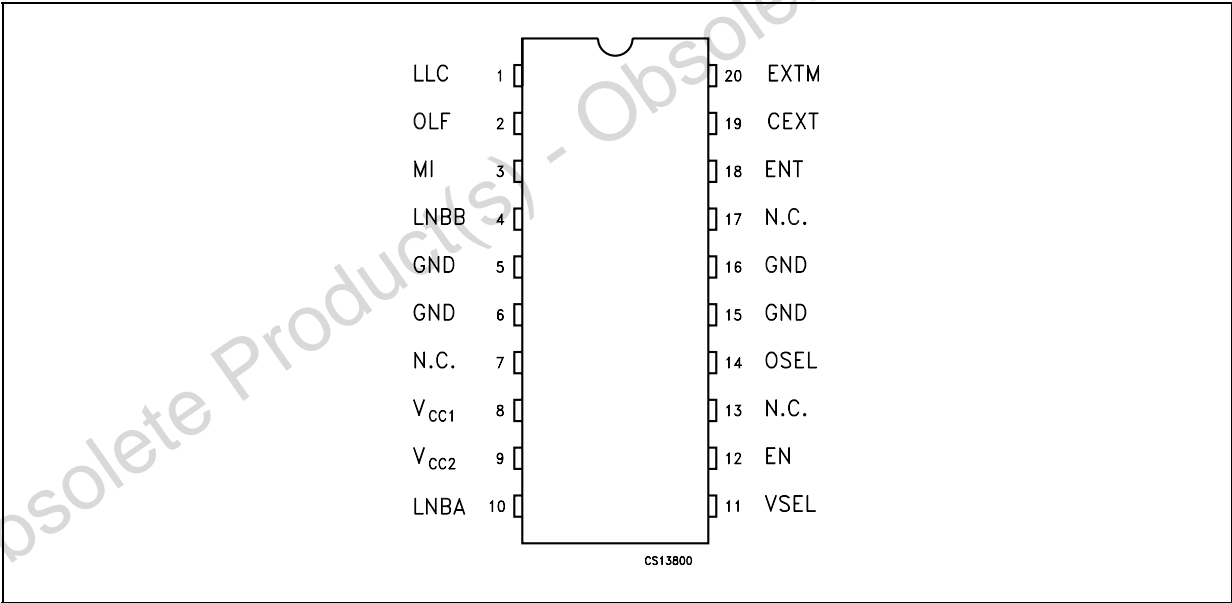 LLC 1 20 EXTM
OLF 2 19 CEXT
MI 3 18 ENT
LNBB 4 17 N.C.
GND 5 16 GND
GND 6 15 GND
N.C. 7 14 OSEL
VCC1 8 13 N.C.
VCC2 9 12 EN
LNBA 10 11 VSEL
CS13800
bsolete Product(s) - Obsole